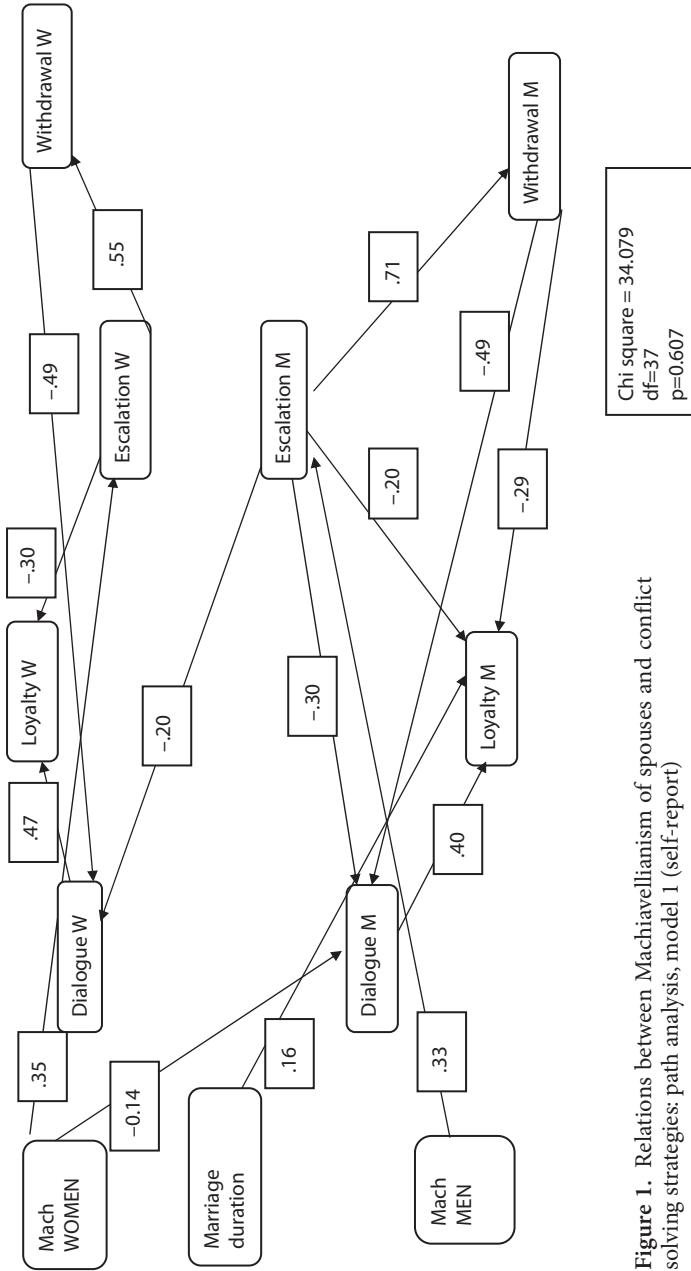 Mach
WOMEN
Marriage
duration
Mach
MEN
.35
−0.14
.16
.33
Dialogue W
Dialogue M
.47
−.20
−.30
.40
Loyalty W
Loyalty M
−.30
−.49
−.20
−.29
Escalation W
Escalation M
.55
.71
−.49
Withdrawal W
Withdrawal M
Chi square = 34.079
df=37
p=0.607
Figure 1. Relations between Machiavellianism of spouses and conflict
solving strategies: path analysis, model 1 (self-report)